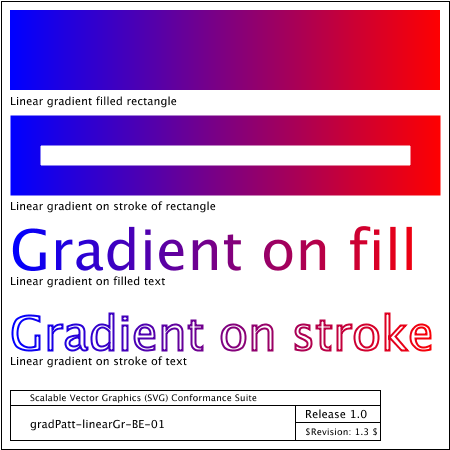 Linear gradient filled rectangle
Linear gradient on stroke of rectangle
Gradient on fill
Linear gradient on filled text
Gradient on stroke
Linear gradient on stroke of text
Scalable Vector Graphics (SVG) Conformance Suite
gradPatt-linearGr-BE-01
Release 1.0
$Revision: 1.3 $